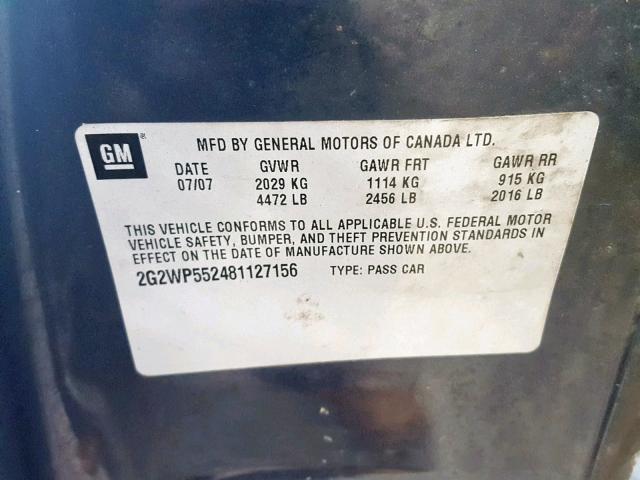 GM
MFD BY GENERAL MOTORS OF CANADA LTD.
DATE GVWR GAWR FRT GAWR RR
07/07 2029 KG 1114 KG 915 KG
4472 LB 2456 LB 2016 LB
THIS VEHICLE CONFORMS TO ALL APPLICABLE U.S. FEDERAL MOTOR
VEHICLE SAFETY, BUMPER, AND THEFT PREVENTION STANDARDS IN
EFFECT ON THE DATE OF MANUFACTURE SHOWN ABOVE.
2G2WP552481127156 TYPE: PASS CAR